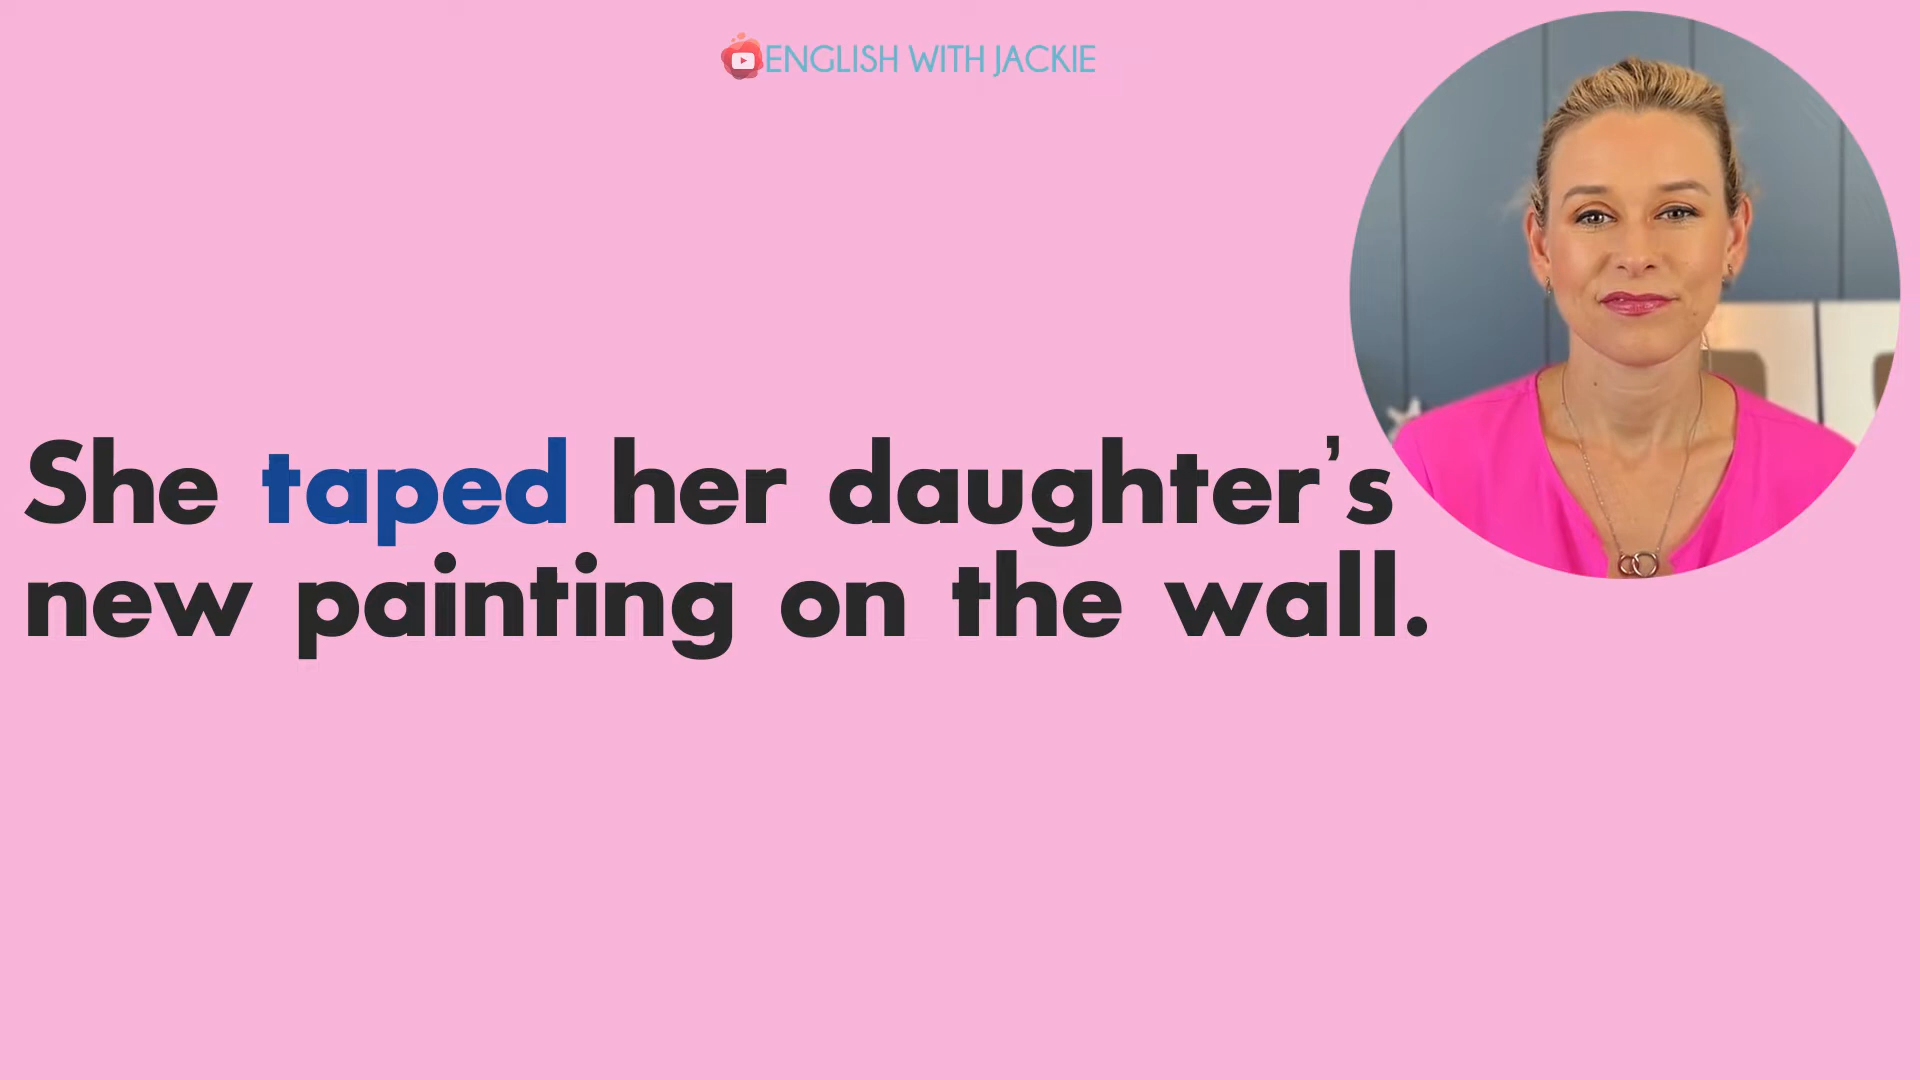 ENGLISH WITH JACKIE
She taped her daughter's
new painting on the wall.